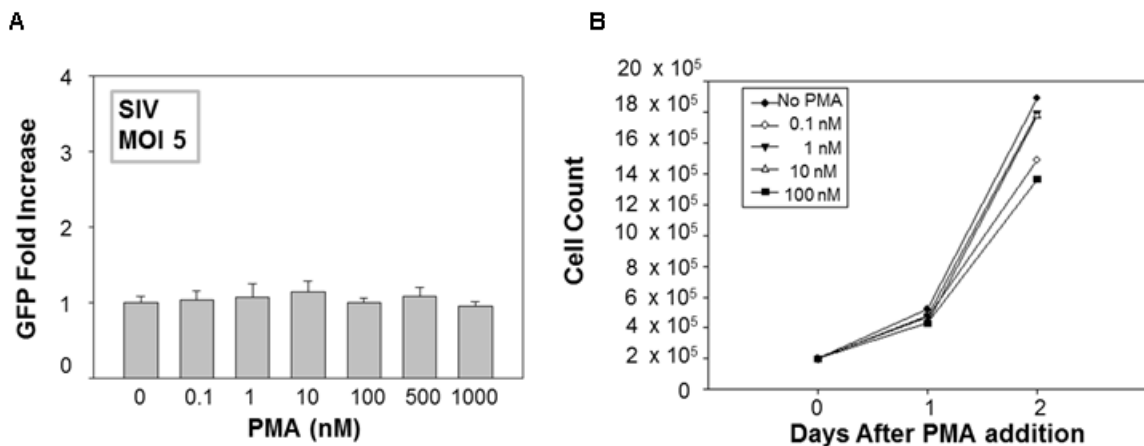 A
4
3
2
1
0
GFP Fold Increase
SIV
MOI 5
0 0.1 1 10 100 500 1000
PMA (nM)
B
20 x 10⁵
18 x 10⁵
16 x 10⁵
14 x 10⁵
12 x 10⁵
10 x 10⁵
8 x 10⁵
6 x 10⁵
4 x 10⁵
2 x 10⁵
0
Cell Count
No PMA
0.1 nM
1 nM
10 nM
100 nM
0 1 2
Days After PMA addition